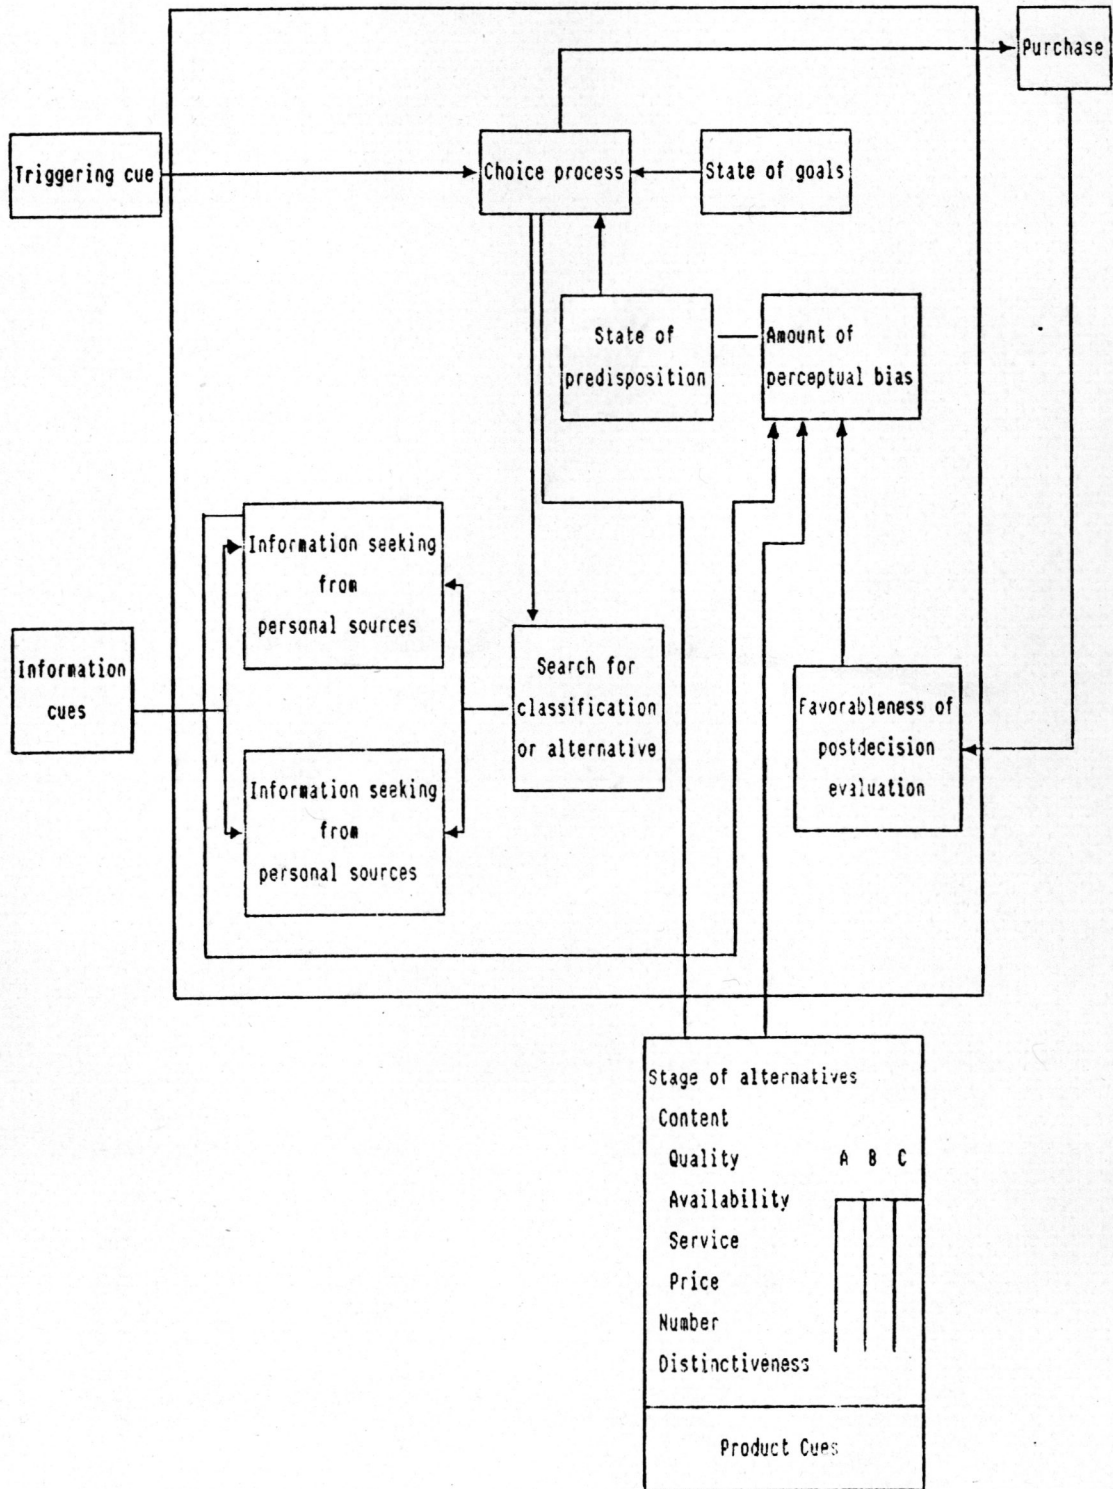 Purchase
Triggering cue
Choice process
State of goals
State of
predisposition
Amount of
perceptual bias
Information seeking
from
personal sources
Information
cues
Search for
classification
or alternative
Favorableness of
postdecision
evaluation
Information seeking
from
personal sources
Stage of alternatives
Content
Quality A B C
Availability
Service
Price
Number
Distinctiveness
Product Cues